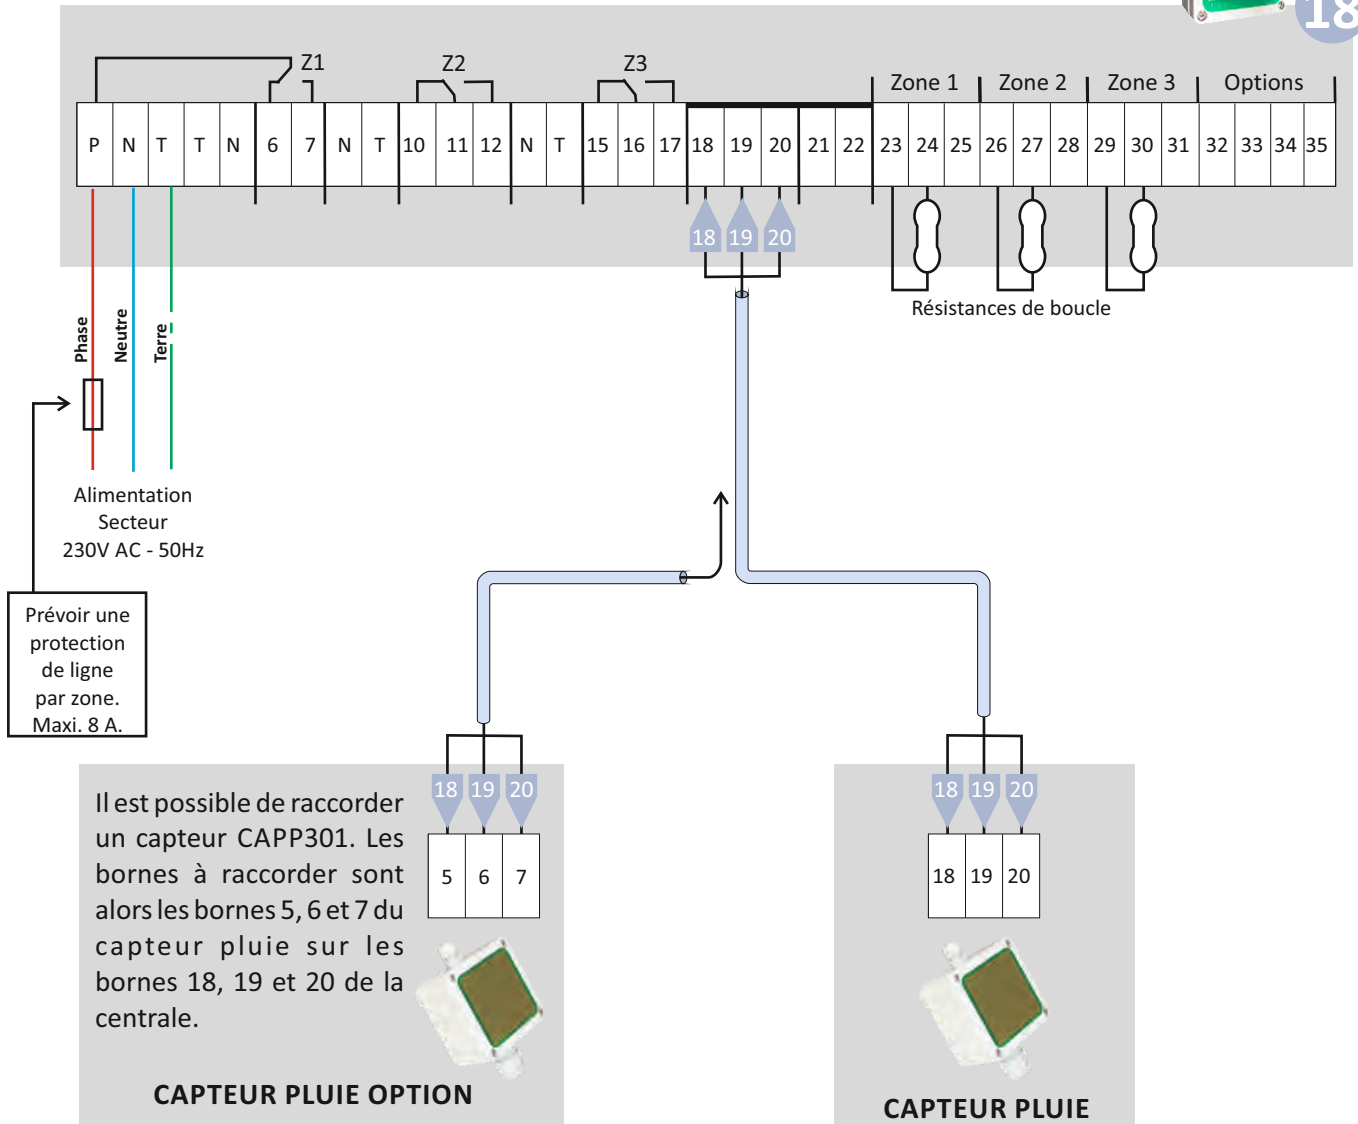 18
Z1 Z2 Z3
Zone 1 Zone 2 Zone 3 Options
P N T T N 6 7 N T 10 11 12 N T 15 16 17 18 19 20 21 22 23 24 25 26 27 28 29 30 31 32 33 34 35
18 19 20
Résistances de boucle
Phase
Neutre
Terre
Alimentation
Secteur
230V AC - 50Hz
Prévoir une
protection
de ligne
par zone.
Maxi. 8 A.
Il est possible de raccorder
un capteur CAPP301. Les
bornes à raccorder sont
alors les bornes 5, 6 et 7 du
capteur pluie sur les
bornes 18, 19 et 20 de la
centrale.
18 19 20
5 6 7
CAPTEUR PLUIE OPTION
18 19 20
18 19 20
CAPTEUR PLUIE